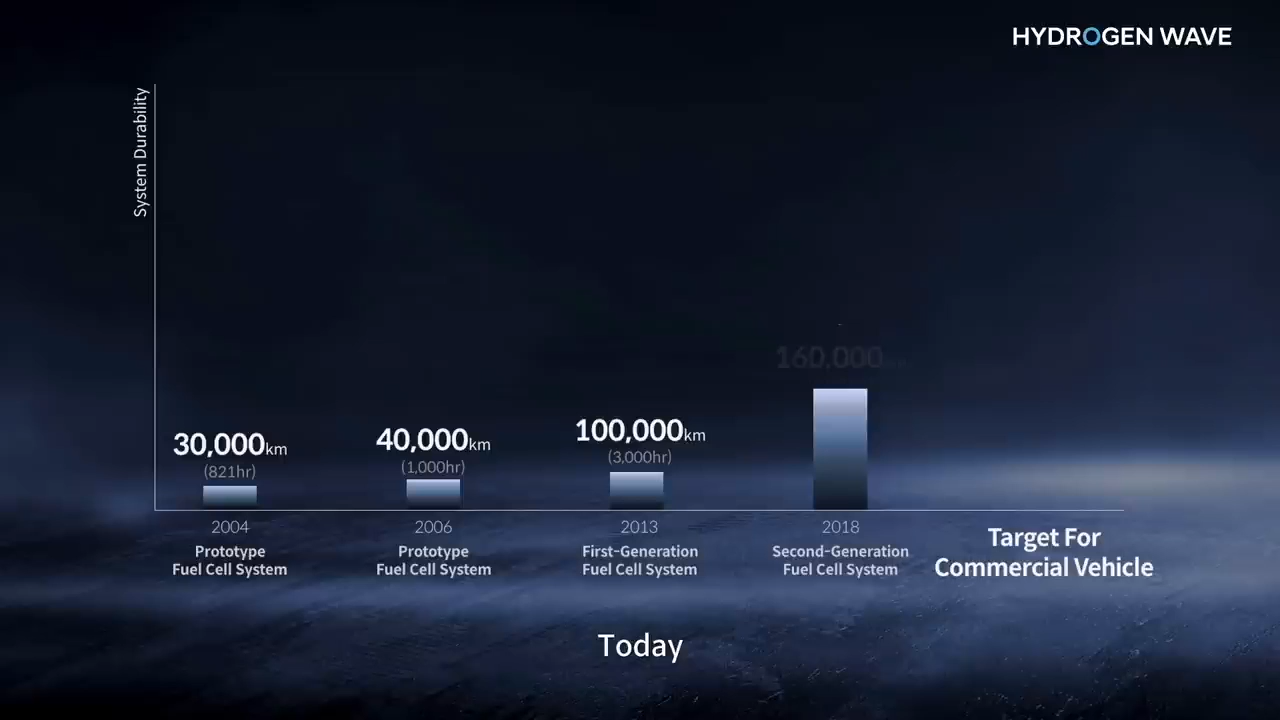 HYDROGEN WAVE
System Durability
160,000
100,000km
(3,000hr)
40,000km
(1,000hr)
30,000km
(821hr)
2004
Prototype
Fuel Cell System
2006
Prototype
Fuel Cell System
2013
First-Generation
Fuel Cell System
2018
Second-Generation
Fuel Cell System
Target For
Commercial Vehicle
Today